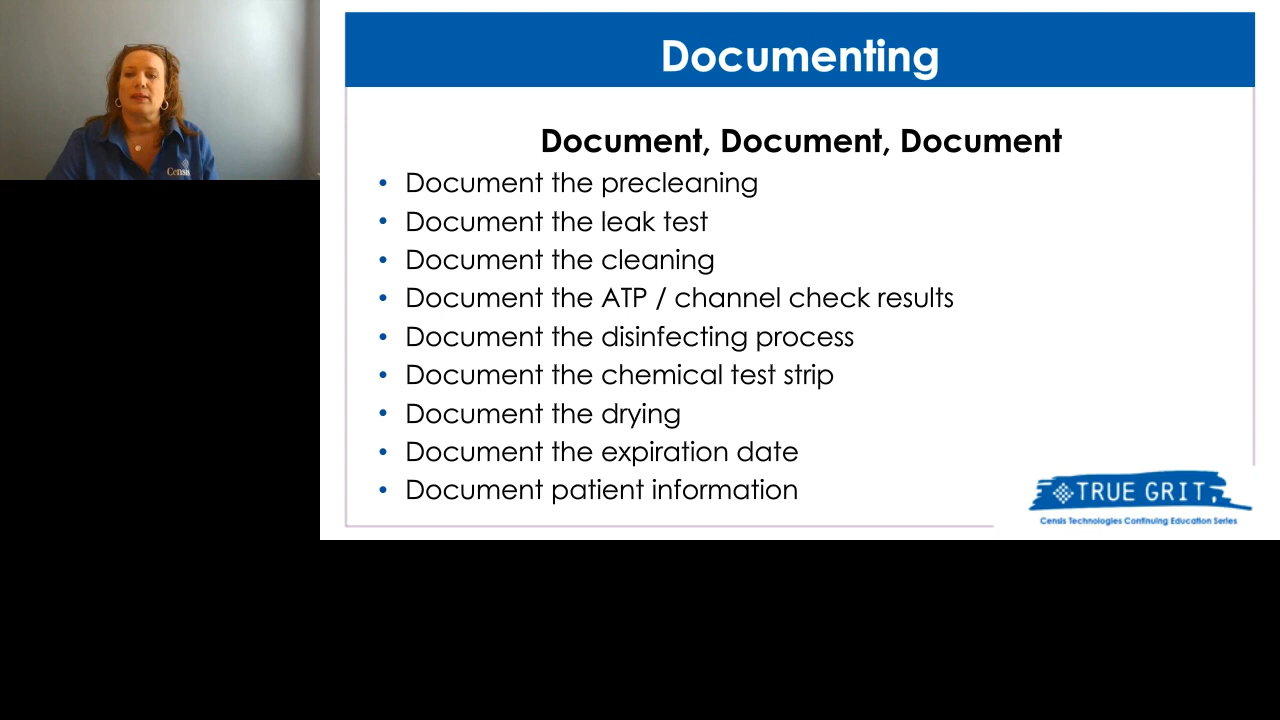 Censis
Documenting
Document, Document, Document
• Document the precleaning
• Document the leak test
• Document the cleaning
• Document the ATP / channel check results
• Document the disinfecting process
• Document the chemical test strip
• Document the drying
• Document the expiration date
• Document patient information
TRUE GRIT
Censis Technologies Continuing Education Series